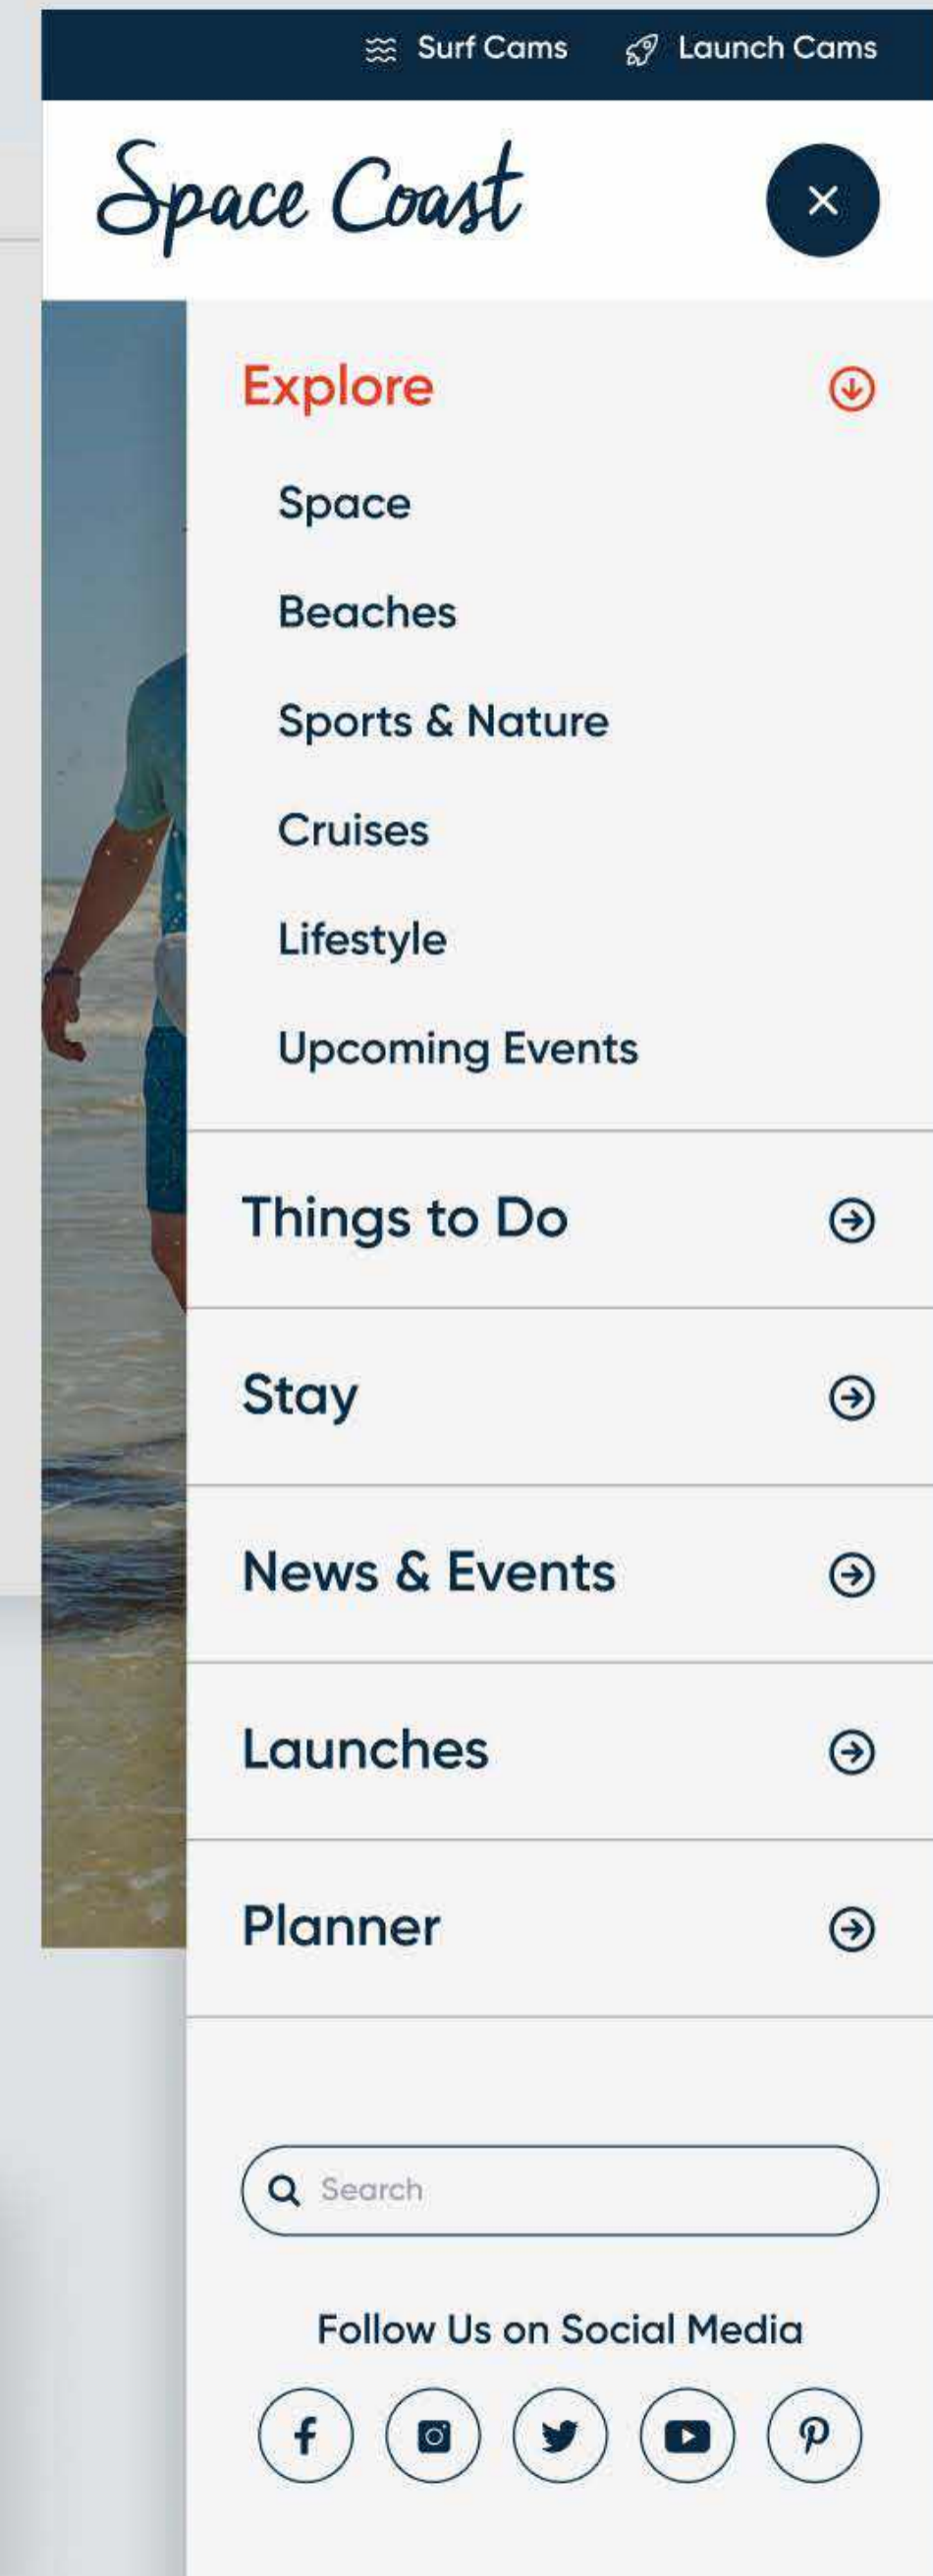 Surf Cams Launch Cams
Space Coast
Explore
Space
Beaches
Sports & Nature
Cruises
Lifestyle
Upcoming Events
Things to Do
Stay
News & Events
Launches
Planner
Search
Follow Us on Social Media